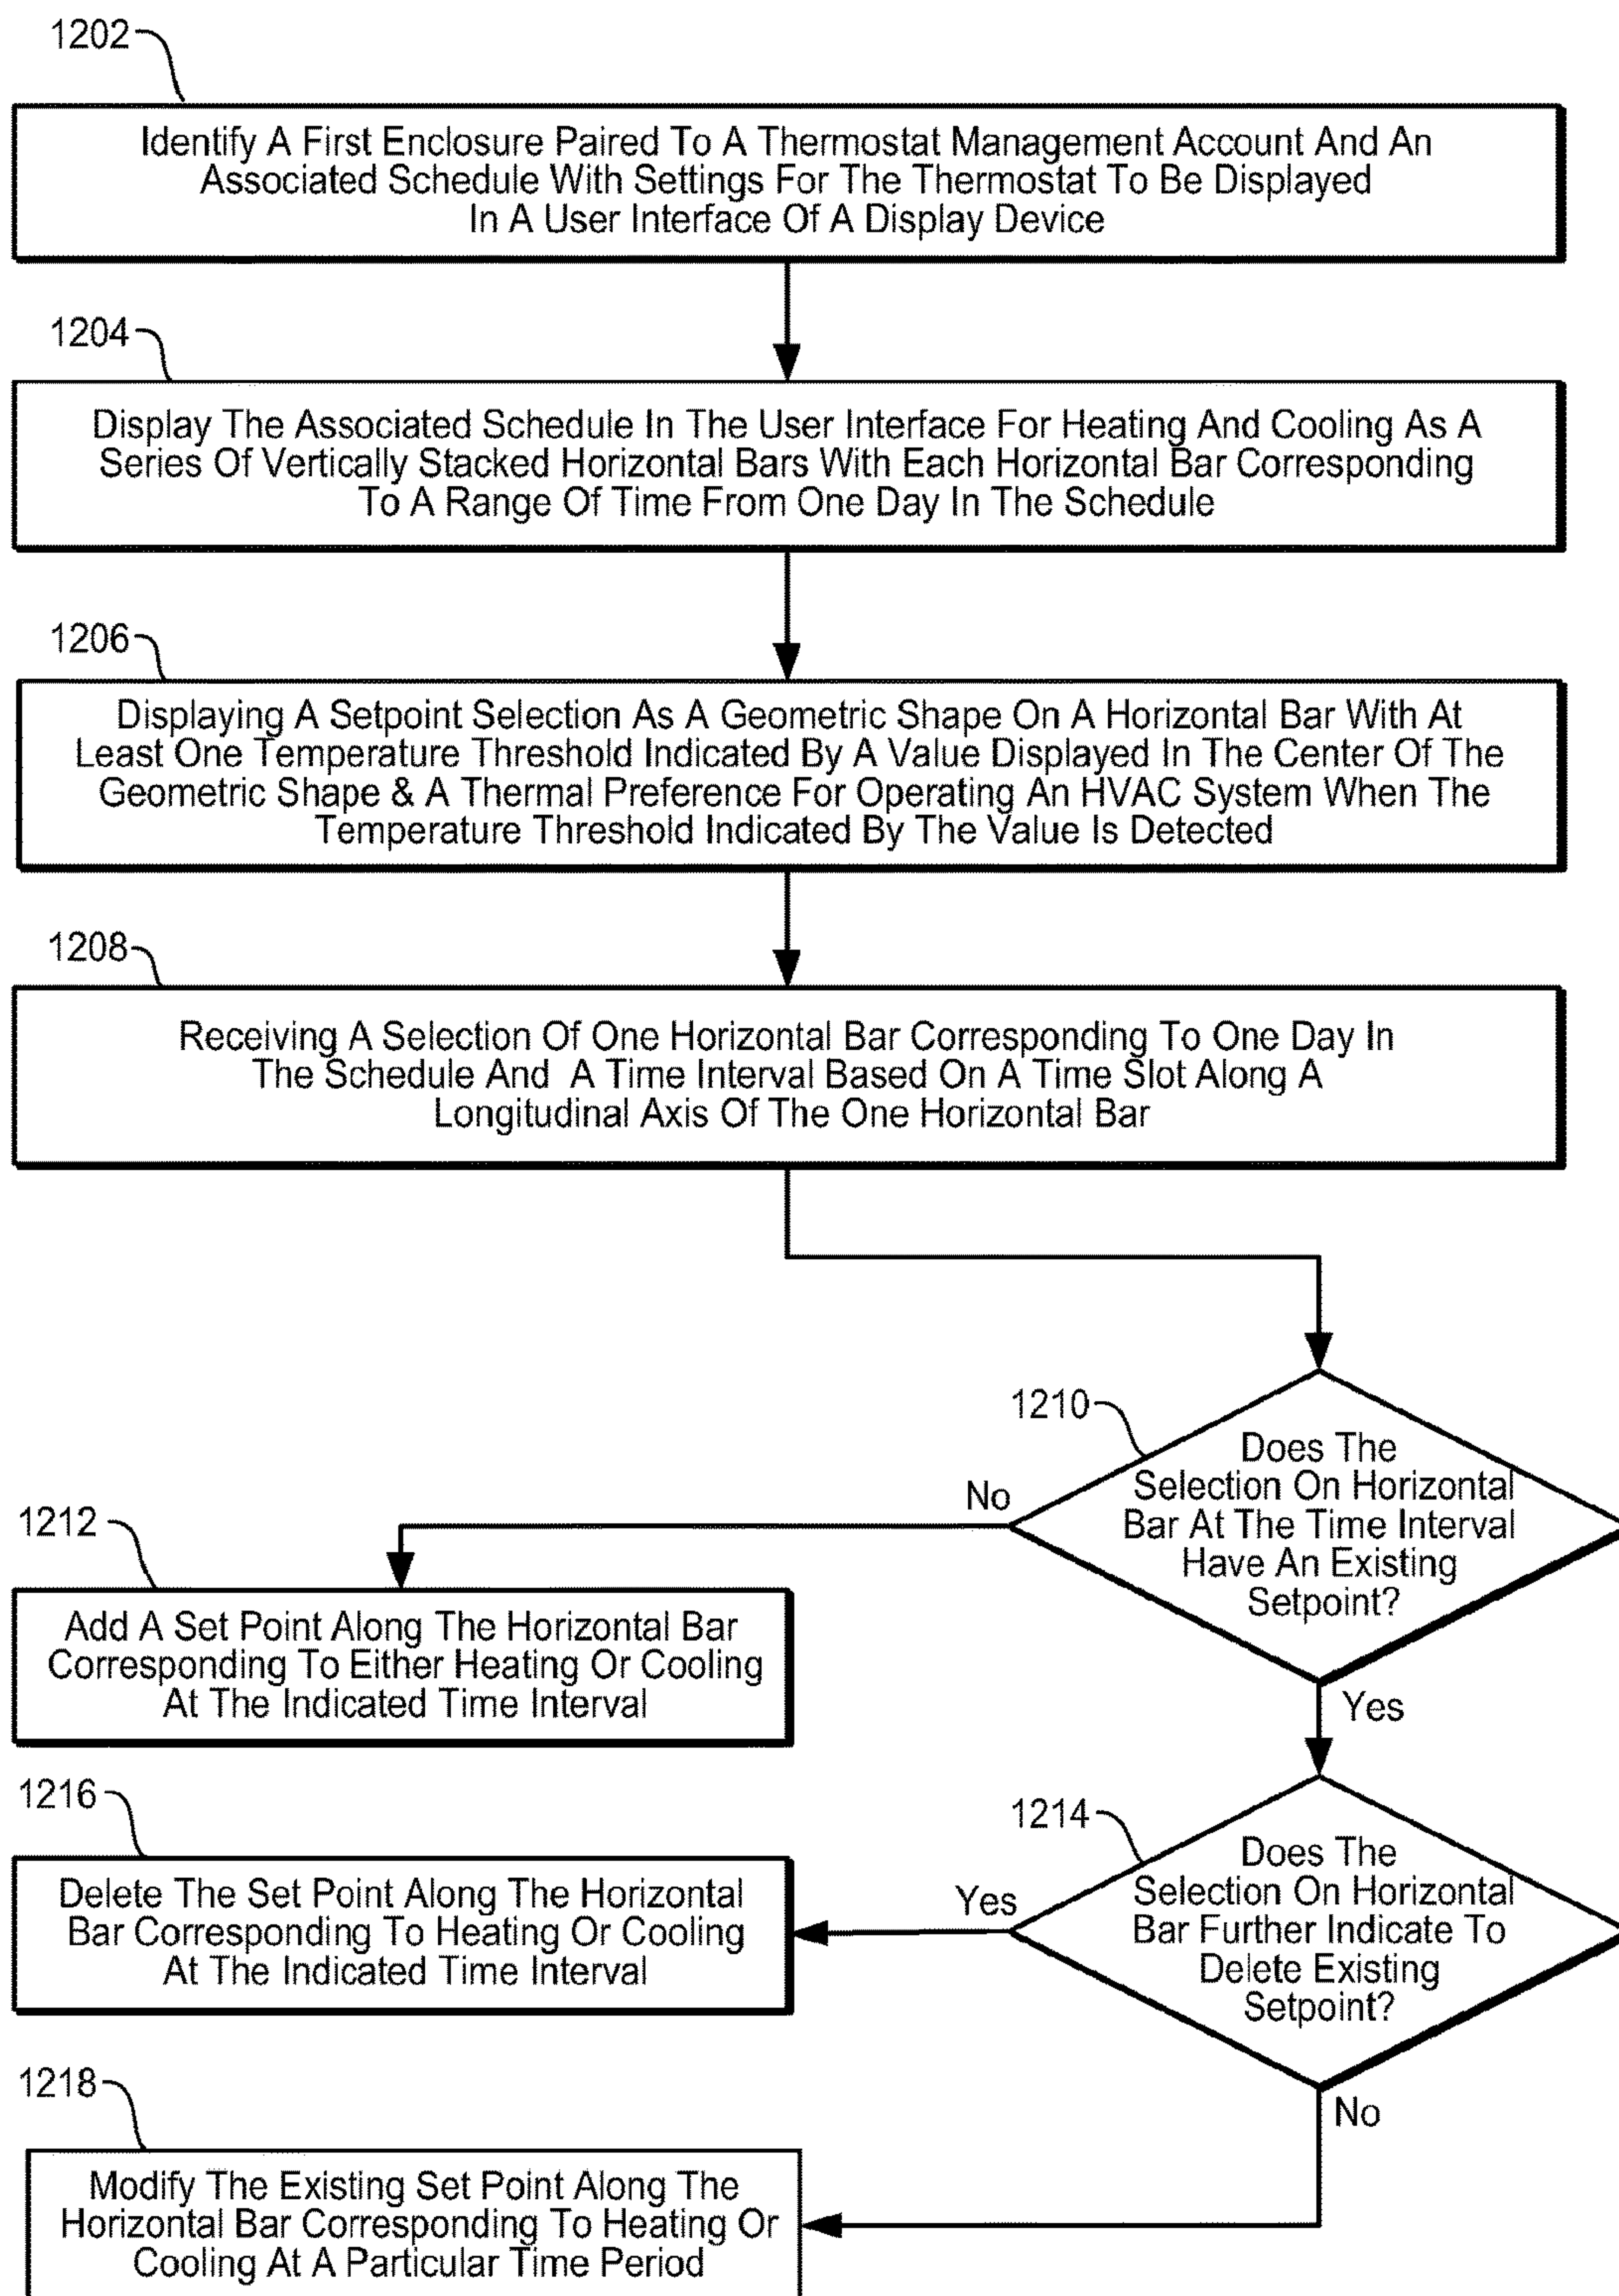 1202
Identify A First Enclosure Paired To A Thermostat Management Account And An
Associated Schedule With Settings For The Thermostat To Be Displayed
In A User Interface Of A Display Device
1204
Display The Associated Schedule In The User Interface For Heating And Cooling As A
Series Of Vertically Stacked Horizontal Bars With Each Horizontal Bar Corresponding
To A Range Of Time From One Day In The Schedule
1206
Displaying A Setpoint Selection As A Geometric Shape On A Horizontal Bar With At
Least One Temperature Threshold Indicated By A Value Displayed In The Center Of The
Geometric Shape & A Thermal Preference For Operating An HVAC System When The
Temperature Threshold Indicated By The Value Is Detected
1208
Receiving A Selection Of One Horizontal Bar Corresponding To One Day In
The Schedule And A Time Interval Based On A Time Slot Along A
Longitudinal Axis Of The One Horizontal Bar
1210
Does The
Selection On Horizontal
Bar At The Time Interval
Have An Existing
Setpoint?
No
Yes
1212
Add A Set Point Along The Horizontal Bar
Corresponding To Either Heating Or Cooling
At The Indicated Time Interval
1214
Does The
Selection On Horizontal
Bar Further Indicate To
Delete Existing
Setpoint?
Yes
No
1216
Delete The Set Point Along The Horizontal
Bar Corresponding To Heating Or Cooling
At The Indicated Time Interval
1218
Modify The Existing Set Point Along The
Horizontal Bar Corresponding To Heating Or
Cooling At A Particular Time Period